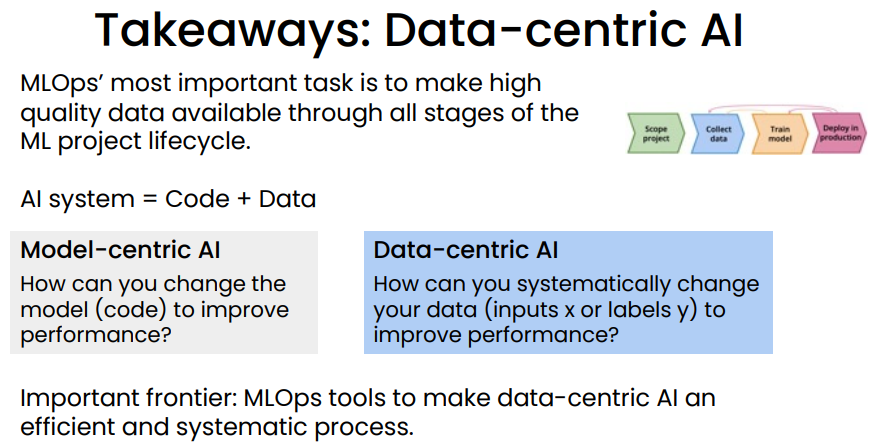 Takeaways: Data-centric AI
MLOps’ most important task is to make high
quality data available through all stages of the
ML project lifecycle.
Scope
project
Collect
data
Train
model
Deploy in
production
AI system = Code + Data
Model-centric AI
How can you change the
model (code) to improve
performance?
Data-centric AI
How can you systematically change
your data (inputs x or labels y) to
improve performance?
Important frontier: MLOps tools to make data-centric AI an
efficient and systematic process.